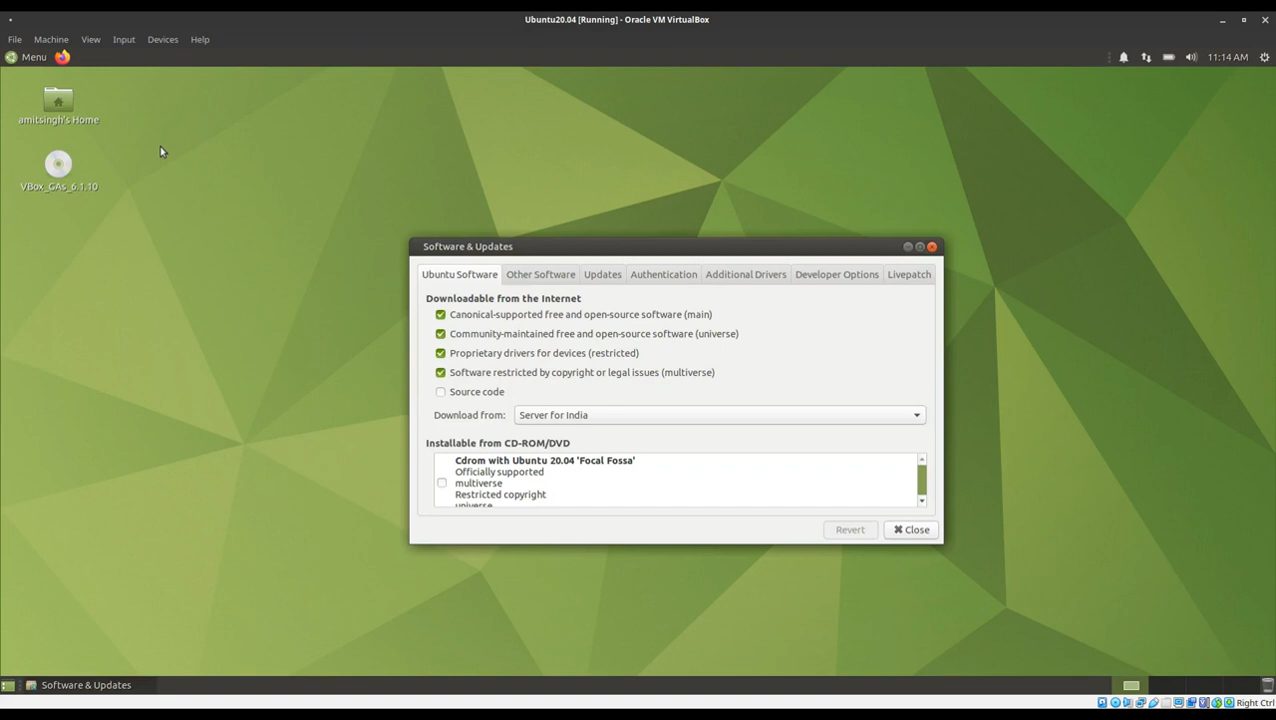 Ubuntu20.04 [Running] - Oracle VM VirtualBox
File Machine View Input Devices Help
Menu 11:14 AM
amitsingh's Home
VBox_GAs_6.1.10
Software & Updates
Ubuntu Software Other Software Updates Authentication Additional Drivers Developer Options Livepatch
Downloadable from the Internet
Canonical-supported free and open-source software (main)
Community-maintained free and open-source software (universe)
Proprietary drivers for devices (restricted)
Software restricted by copyright or legal issues (multiverse)
Source code
Download from: Server for India
Installable from CD-ROM/DVD
Cdrom with Ubuntu 20.04 'Focal Fossa'
Officially supported
multiverse
Restricted copyright
universe
Revert Close
Software & Updates
Right Ctrl